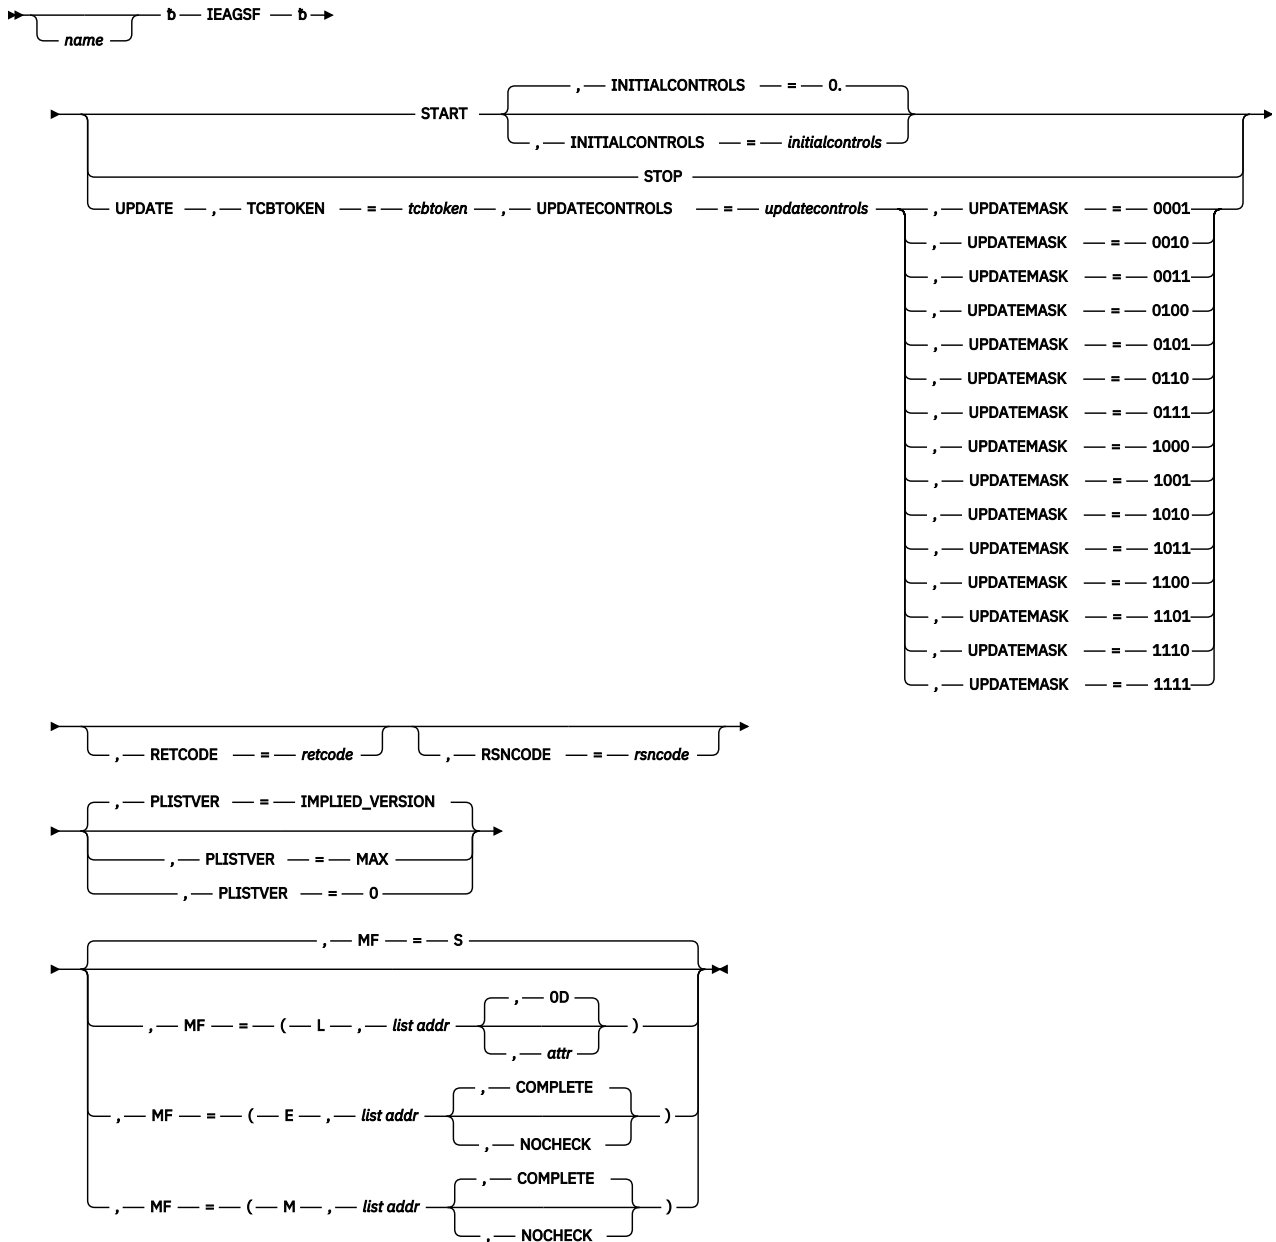 ƀ IEAGSF ƀ
name
, INITIALCONTROLS = 0.
START
, INITIALCONTROLS = initialcontrols
STOP
UPDATE , TCBTOKEN = tcbtoken , UPDATECONTROLS = updatecontrols , UPDATEMASK = 0001
, UPDATEMASK = 0010
, UPDATEMASK = 0011
, UPDATEMASK = 0100
, UPDATEMASK = 0101
, UPDATEMASK = 0110
, UPDATEMASK = 0111
, UPDATEMASK = 1000
, UPDATEMASK = 1001
, UPDATEMASK = 1010
, UPDATEMASK = 1011
, UPDATEMASK = 1100
, UPDATEMASK = 1101
, UPDATEMASK = 1110
, UPDATEMASK = 1111
, RETCODE = retcode , RSNCODE = rsncode
, PLISTVER = IMPLIED_VERSION
, PLISTVER = MAX
, PLISTVER = 0
, MF = S
, 0D
, MF = ( L , list addr )
, attr
, COMPLETE
, MF = ( E , list addr )
, NOCHECK
, COMPLETE
, MF = ( M , list addr )
, NOCHECK